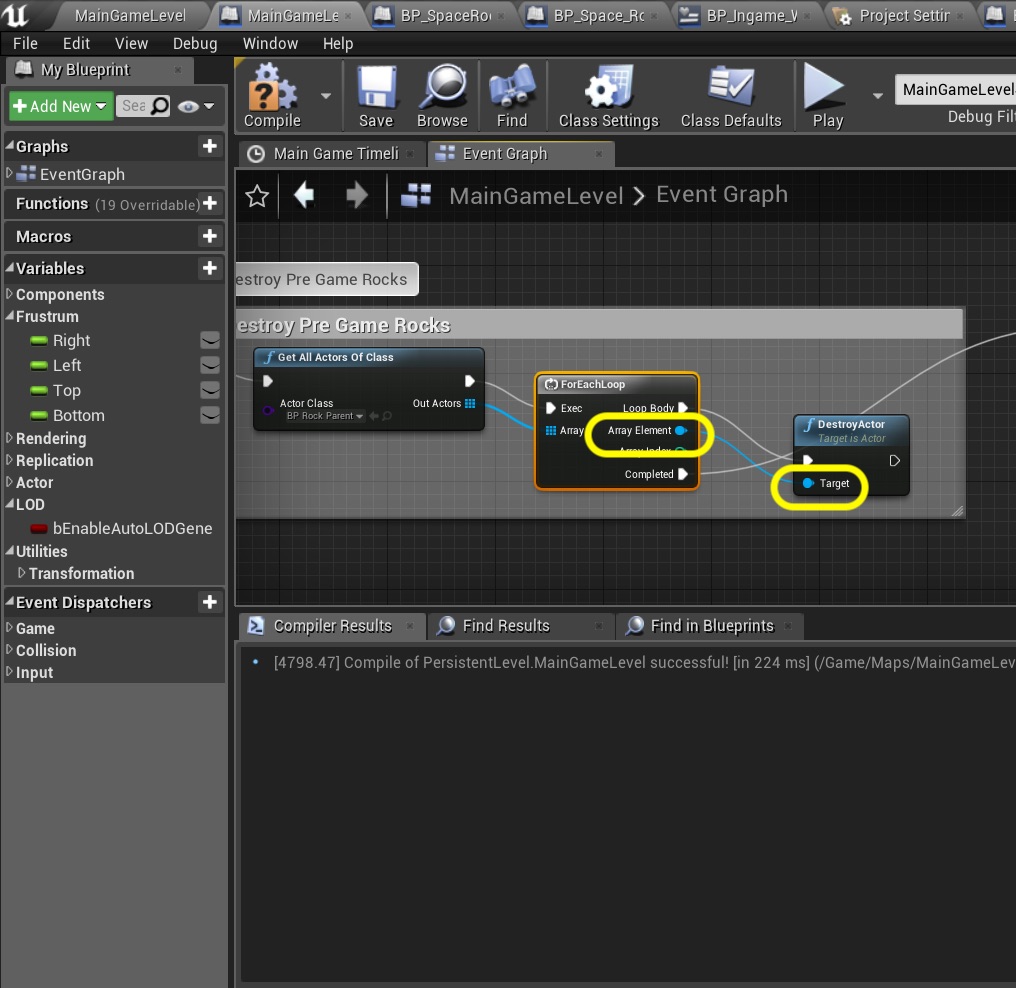 MainGameLevel
MainGameLe
BP_SpaceRo
BP_Space_Ro
BP_Ingame_W
Project Settin
File Edit View Debug Window Help
My Blueprint
Add New
Sea
Compile
Save
Browse
Find
Class Settings
Class Defaults
Play
MainGameLevel
Debug Filt
Graphs
EventGraph
Functions (19 Overridable)
Macros
Variables
Components
Frustrum
Right
Left
Top
Bottom
Rendering
Replication
Actor
LOD
bEnableAutoLODGene
Utilities
Transformation
Event Dispatchers
Game
Collision
Input
Main Game Timeli
Event Graph
MainGameLevel > Event Graph
estroy Pre Game Rocks
estroy Pre Game Rocks
f Get All Actors Of Class
Actor Class
BP Rock Parent
Out Actors
ForEachLoop
Exec
Loop Body
Array
Array Element
Array Index
Completed
f DestroyActor
Target is Actor
Target
Compiler Results
Find Results
Find in Blueprints
[4798.47] Compile of PersistentLevel.MainGameLevel successful! [in 224 ms] (/Game/Maps/MainGameLev